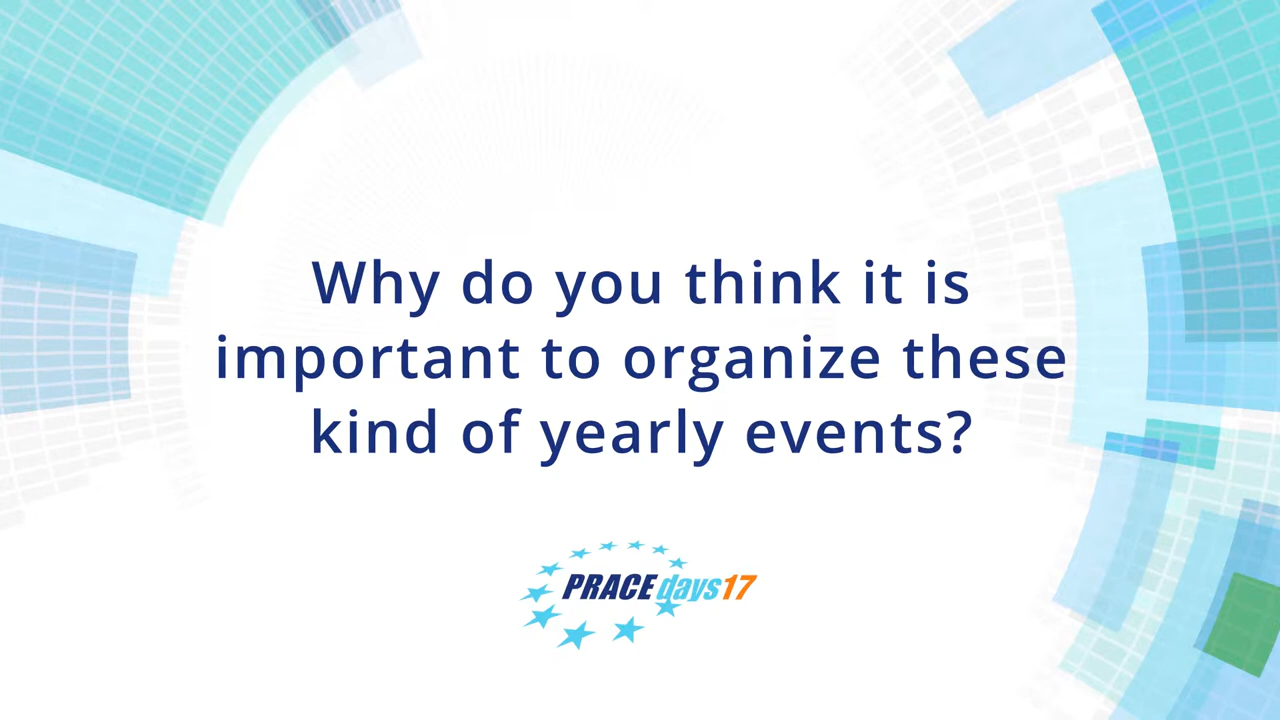 Why do you think it is
important to organize these
kind of yearly events?
PRACEdays17